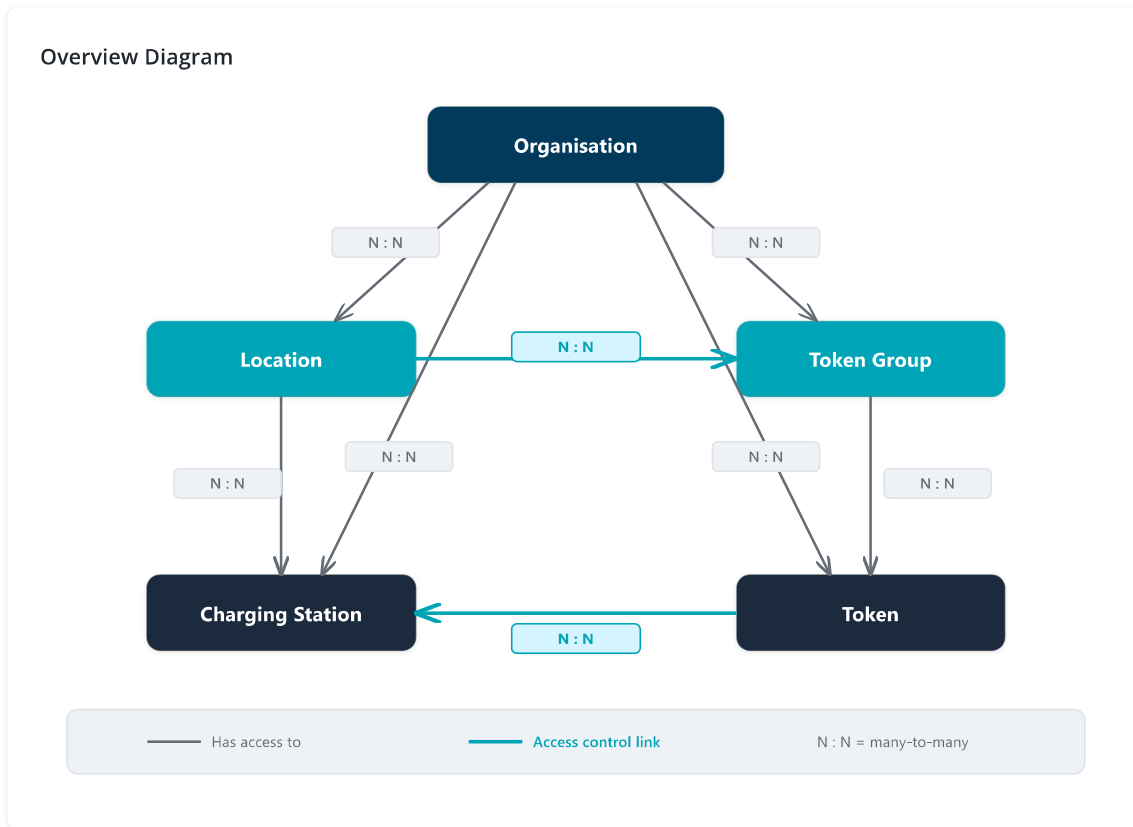 Overview Diagram
Organisation
N : N
N : N
Location
N : N
Token Group
N : N
N : N
N : N
N : N
Charging Station
Token
N : N
Has access to
Access control link
N : N = many-to-many